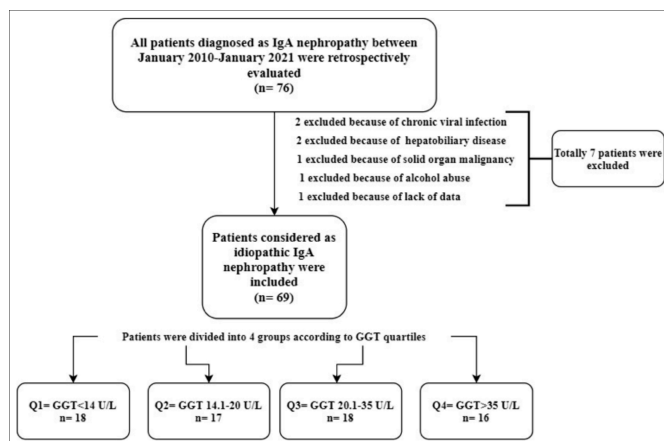 All patients diagnosed as IgA nephropathy between
January 2010-January 2021 were retrospectively
evaluated
(n= 76)
2 excluded because of chronic viral infection
2 excluded because of hepatobiliary disease
1 excluded because of solid organ malignancy
1 excluded because of alcohol abuse
1 excluded because of lack of data
Totally 7 patients were
excluded
Patients considered as
idiopathic IgA
nephropathy were
included
(n= 69)
Patients were divided into 4 groups according to GGT quartiles
Q1= GGT<14 U/L
n= 18
Q2= GGT 14.1-20 U/L
n= 17
Q3= GGT 20.1-35 U/L
n= 18
Q4= GGT>35 U/L
n= 16